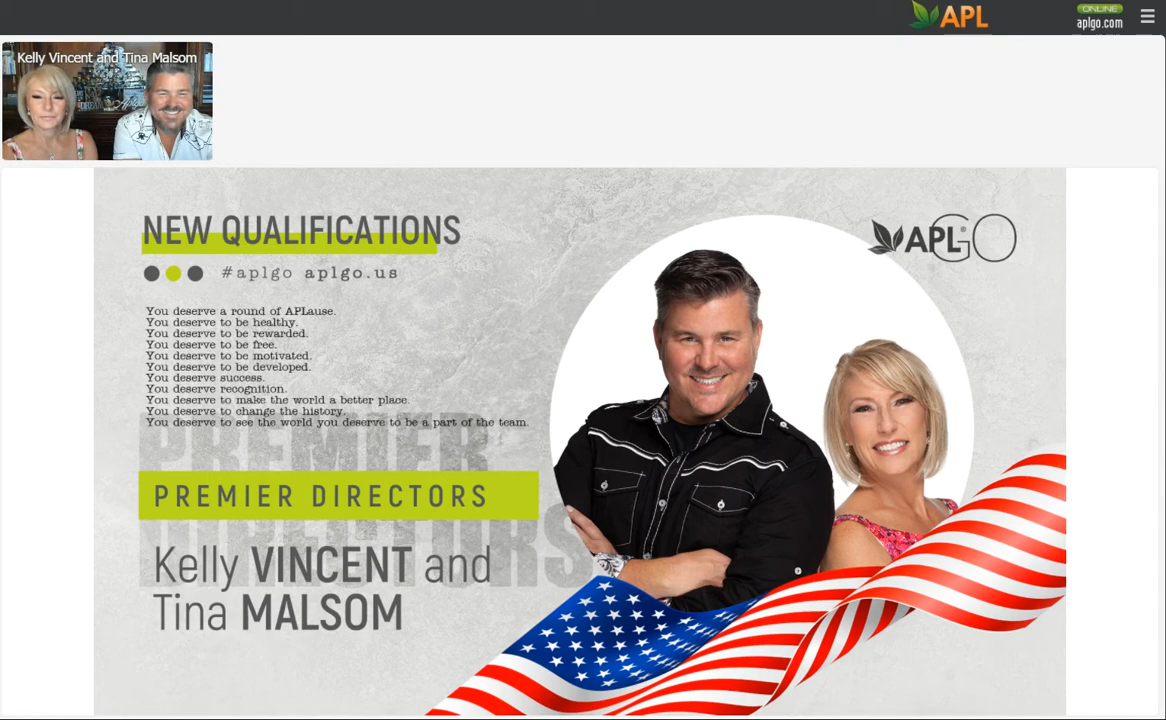 APL
ONLINE
aplgo.com
Kelly Vincent and Tina Malsom
NEW QUALIFICATIONS
APL GO
#aplgo aplgo.us
You deserve a round of APLause.
You deserve to be healthy.
You deserve to be rewarded.
You deserve to be free.
You deserve to be motivated.
You deserve to be developed.
You deserve success.
You deserve recognition.
You deserve to make the world a better place.
You deserve to change the history.
You deserve to see the world you deserve to be a part of the team.
PREMIER
PREMIER DIRECTORS
DIRECTORS
Kelly VINCENT and
Tina MALSOM